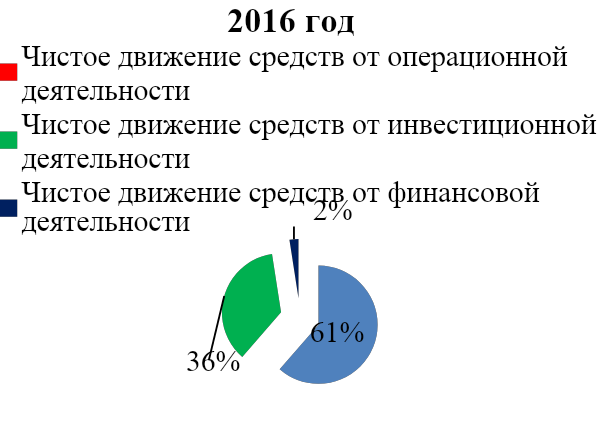 2016 год
Чистое движение средств от операционной
деятельности
Чистое движение средств от инвестиционной
деятельности
Чистое движение средств от финансовой
деятельности
2%
61%
36%